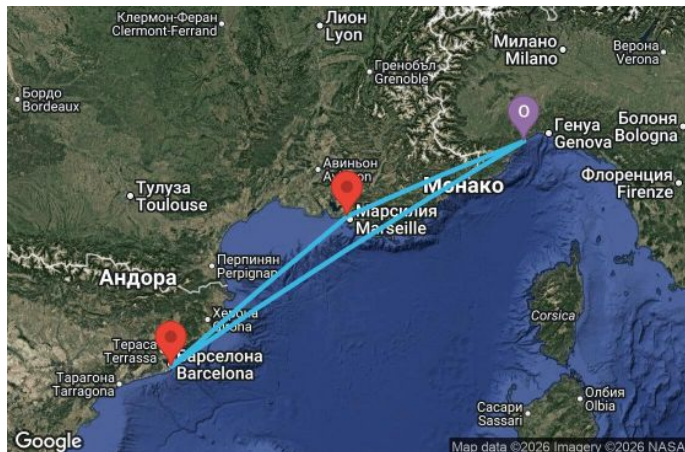 Клермон-Феран
Clermont-Ferrand
Лион
Lyon
Милано
Milano
Верона
Verona
Гренобъл
Grenoble
Бордо
Bordeaux
O
Генуа
Genova
Болоня
Bologna
Авиньон
Тулуза
Toulouse
Монако
Флоренция
Firenze
Марсилия
Marseille
Перпинян
Perpignan
Андора
Corsica
Тераса
Terrassa
Барселона
Barcelona
Тарагона
Tarragona
Олбия
Olbia
Сасари
Sassari
Google
Map data ©2026 Imagery ©2026 NASA